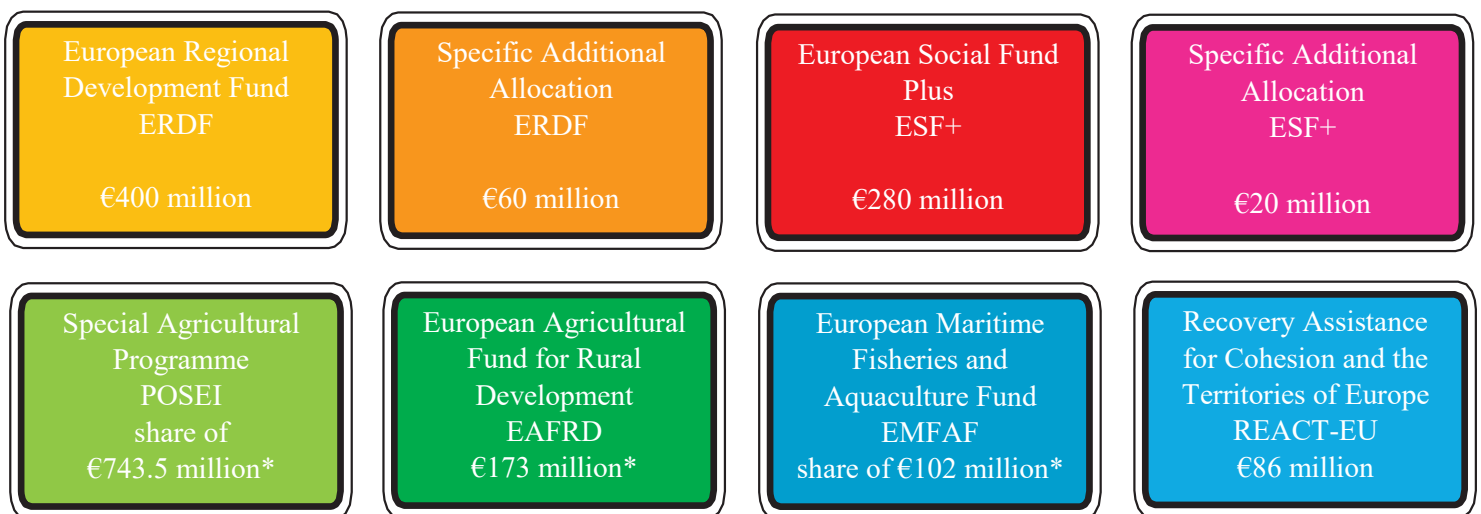 European Regional
Development Fund
ERDF
€400 million
Specific Additional
Allocation
ERDF
€60 million
European Social Fund
Plus
ESF+
€280 million
Specific Additional
Allocation
ESF+
€20 million
Special Agricultural
Programme
POSEI
share of
€743.5 million*
European Agricultural
Fund for Rural
Development
EAFRD
€173 million*
European Maritime
Fisheries and
Aquaculture Fund
EMFAF
share of €102 million*
Recovery Assistance
for Cohesion and the
Territories of Europe
REACT-EU
€86 million